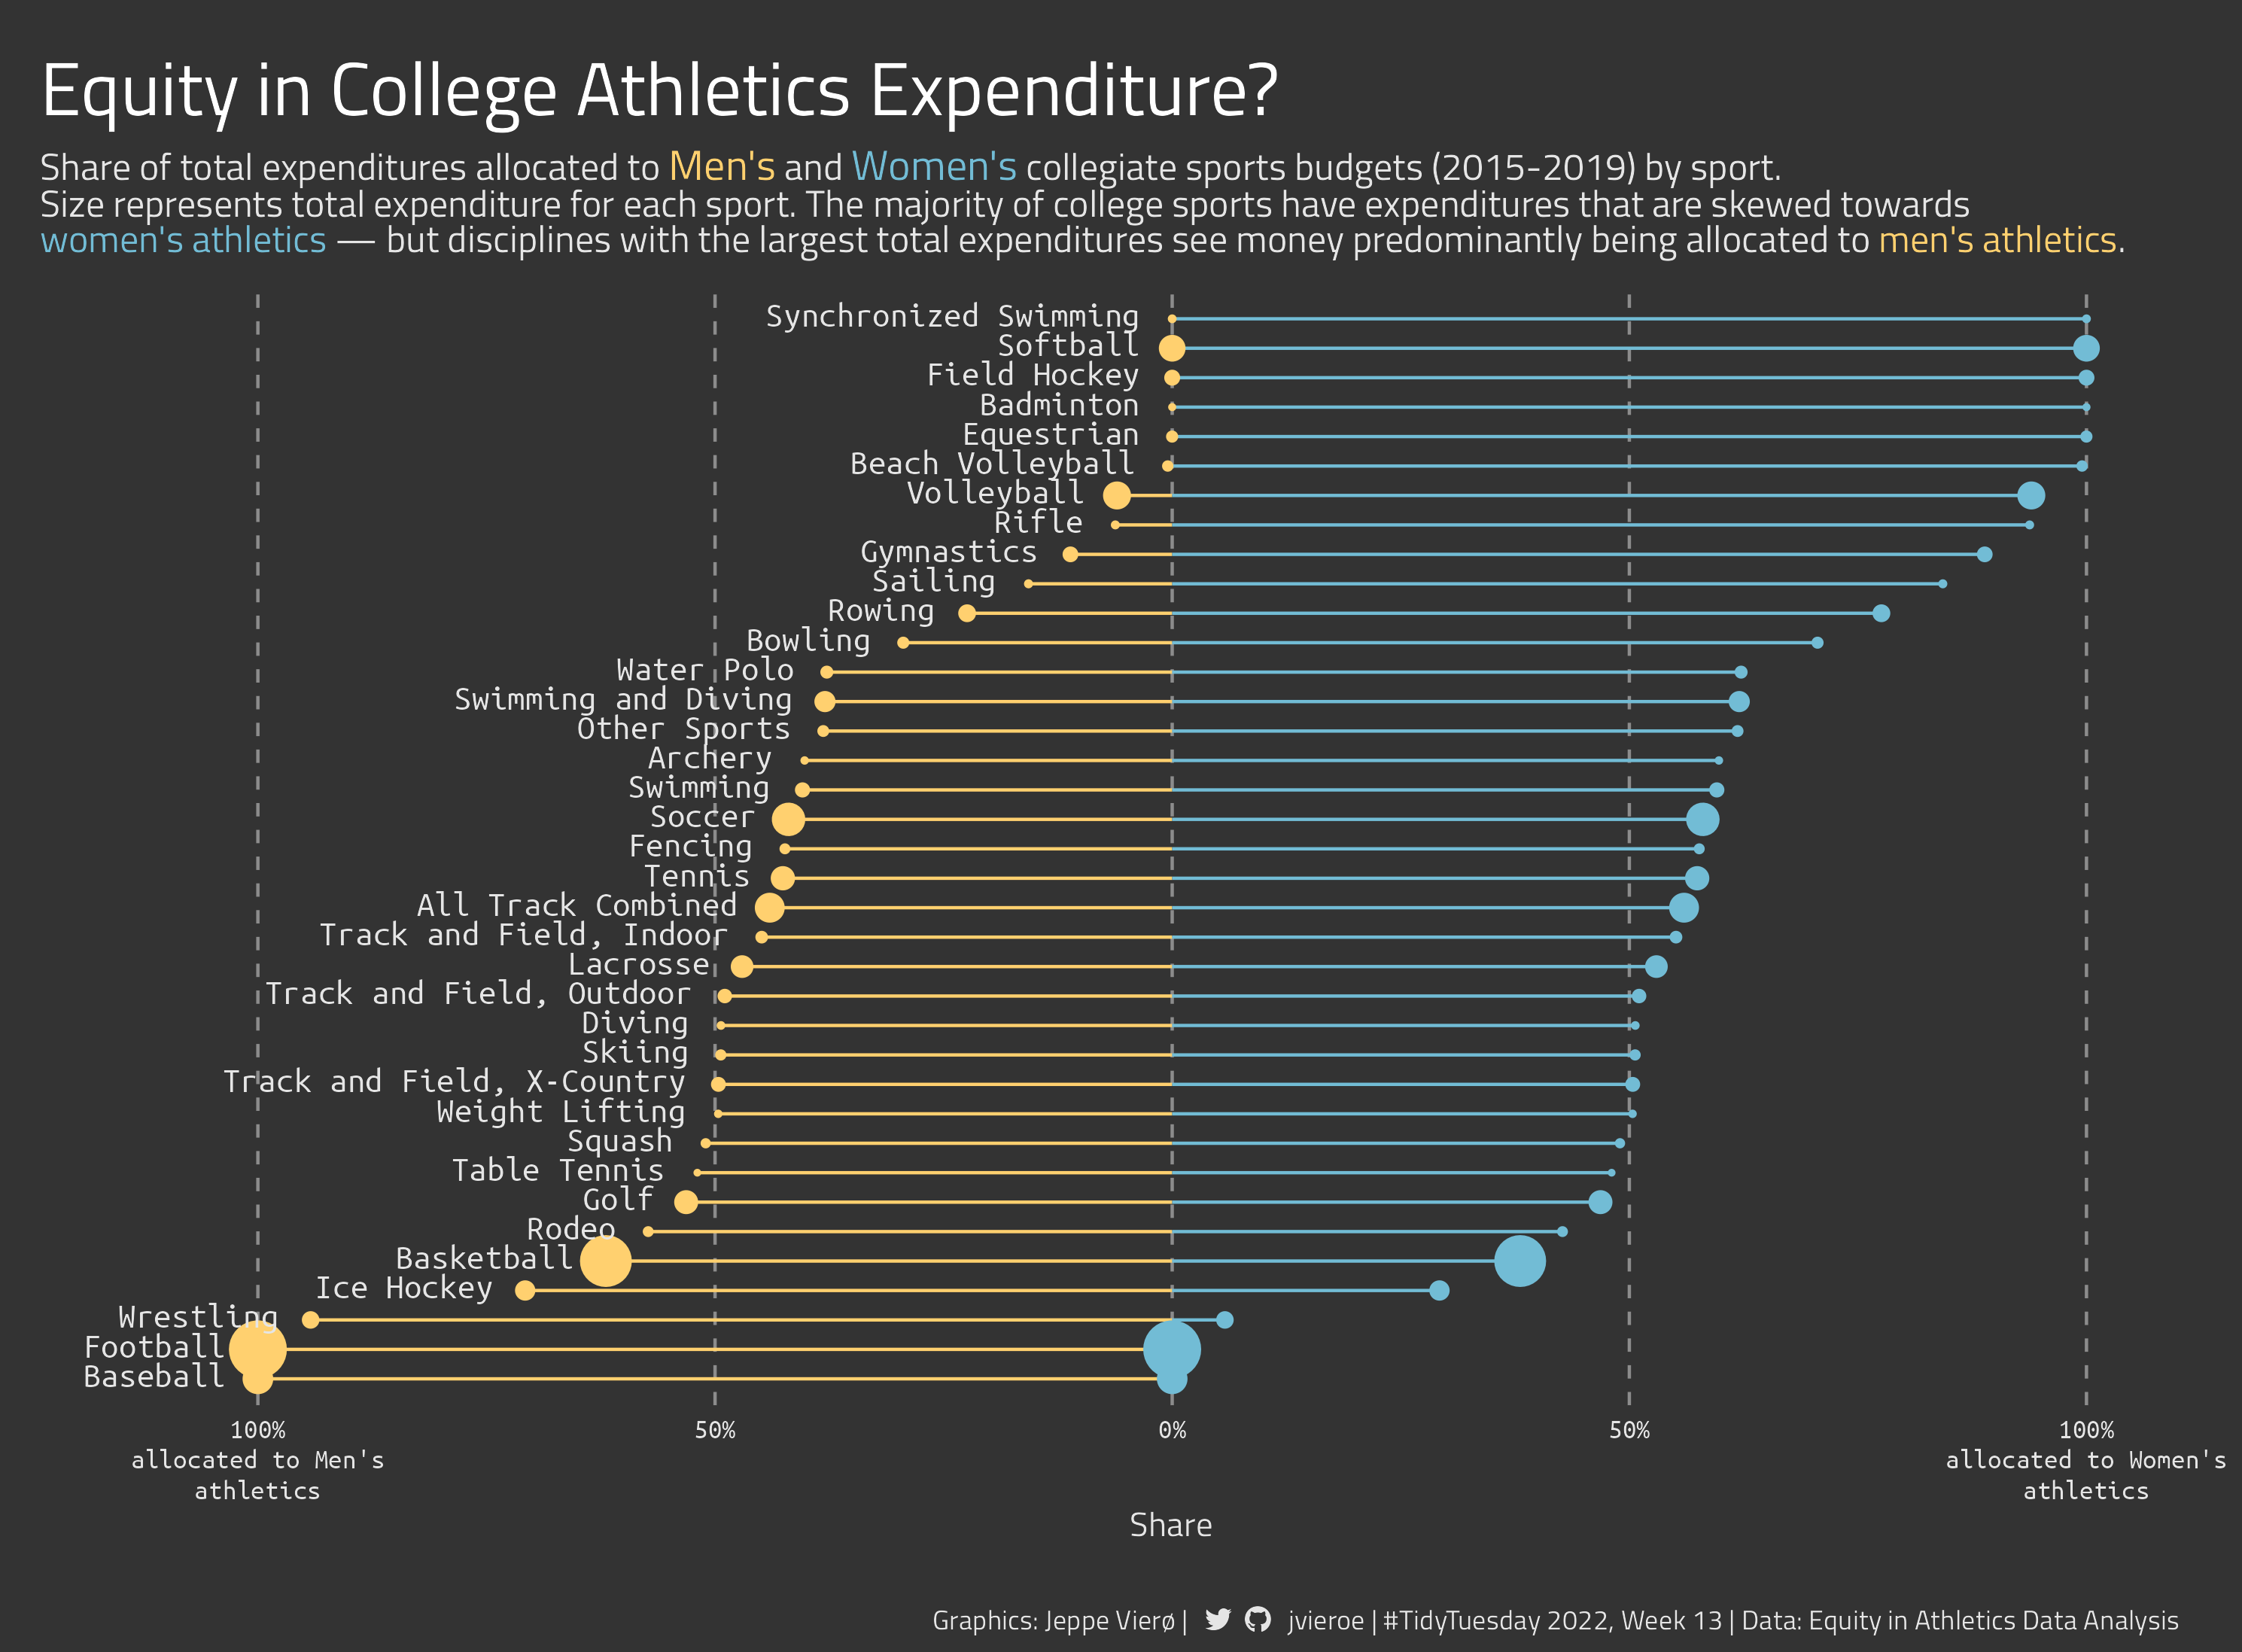 Equity in College Athletics Expenditure?
Share of total expenditures allocated to Men's and Women's collegiate sports budgets (2015-2019) by sport.
Size represents total expenditure for each sport. The majority of college sports have expenditures that are skewed towards
women's athletics — but disciplines with the largest total expenditures see money predominantly being allocated to men's athletics.
Synchronized Swimming
Softball
Field Hockey
Badminton
Equestrian
Beach Volleyball
Volleyball
Rifle
Gymnastics
Sailing
Rowing
Bowling
Water Polo
Swimming and Diving
Other Sports
Archery
Swimming
Soccer
Fencing
Tennis
All Track Combined
Track and Field, Indoor
Lacrosse
Track and Field, Outdoor
Diving
Skiing
Track and Field, X-Country
Weight Lifting
Squash
Table Tennis
Golf
Rodeo
Basketball
Ice Hockey
Wrestling
Football
Baseball
100% 50% 0% 50% 100%
allocated to Men's allocated to Women's
athletics athletics
Share
Graphics: Jeppe Vierø | jvieroe | #TidyTuesday 2022, Week 13 | Data: Equity in Athletics Data Analysis